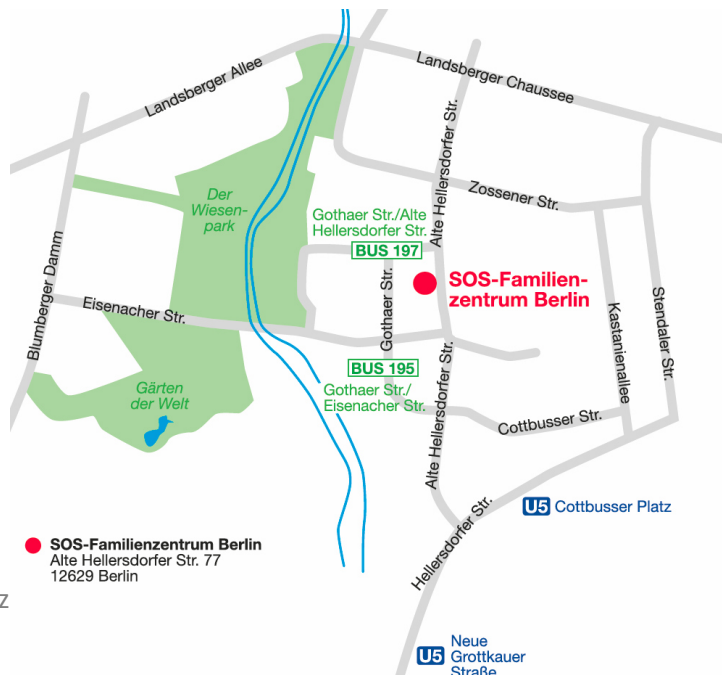 Landsberger Allee
Landsberger Chaussee
Alte Hellersdorfer Str.
Zossener Str.
Der
Wiesen-
park
Gothaer Str./Alte
Hellersdorfer Str.
BUS 197
SOS-Familien-
zentrum Berlin
Blumberger Damm
Eisenacher Str.
Gothaer Str.
Kastanienallee
Stendaler Str.
BUS 195
Gothaer Str./
Eisenacher Str.
Gärten
der Welt
Alte Hellersdorfer Str.
Cottbusser Str.
U5 Cottbusser Platz
Hellersdorfer Str.
SOS-Familienzentrum Berlin
Alte Hellersdorfer Str. 77
12629 Berlin
z
U5 Neue
Grottkauer
Straße